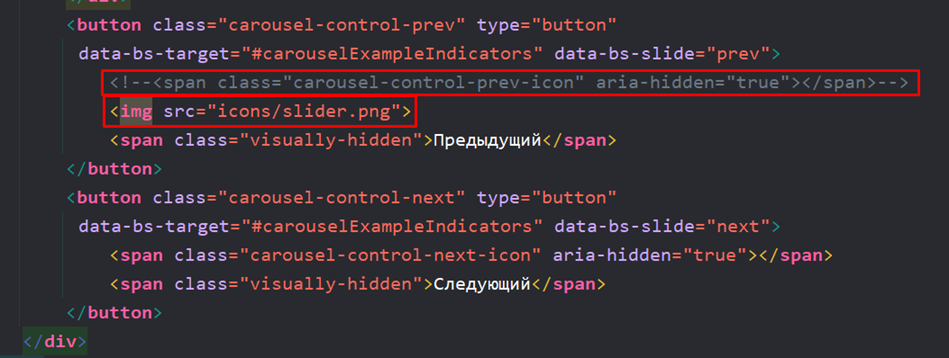 </div>
<button class="carousel-control-prev" type="button"
data-bs-target="#carouselExampleIndicators" data-bs-slide="prev">
<!--<span class="carousel-control-prev-icon" aria-hidden="true"></span>-->
<img src="icons/slider.png">
<span class="visually-hidden">Предыдущий</span>
</button>
<button class="carousel-control-next" type="button"
data-bs-target="#carouselExampleIndicators" data-bs-slide="next">
<span class="carousel-control-next-icon" aria-hidden="true"></span>
<span class="visually-hidden">Следующий</span>
</button>
</div>